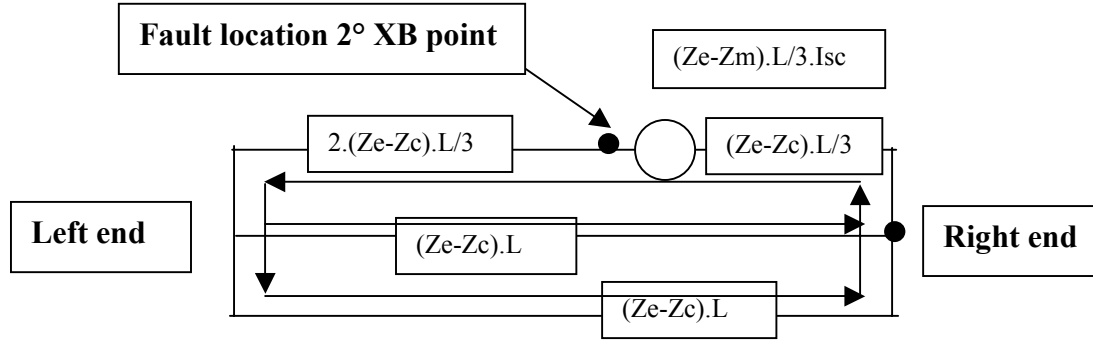 Fault location 2° XB point
(Ze-Zm).L/3.Isc
2.(Ze-Zc).L/3
(Ze-Zc).L/3
Left end
(Ze-Zc).L
Right end
(Ze-Zc).L